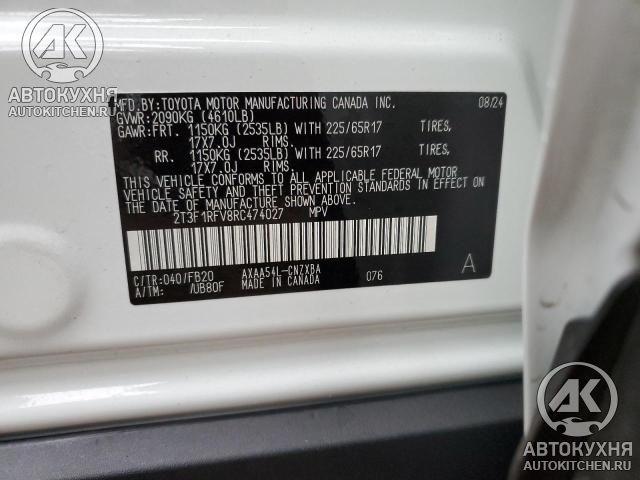 АК
АВТОКУХНЯ
AUTOKITCHEN.RU
MFD.BY:TOYOTA MOTOR MANUFACTURING CANADA INC. 08/24
GVWR:2090KG (4610LB)
GAWR:FRT. 1150KG (2535LB) WITH 225/65R17 TIRES,
17X7.0J RIMS.
RR. 1150KG (2535LB) WITH 225/65R17 TIRES,
17X7.0J RIMS.
THIS VEHICLE CONFORMS TO ALL APPLICABLE FEDERAL MOTOR
VEHICLE SAFETY AND THEFT PREVENTION STANDARDS IN EFFECT ON
THE DATE OF MANUFACTURE SHOWN ABOVE.
2T3F1RFV8RC474027 MPV
C/TR:040/FB20 AXAA54L-CNZXBA A
A/TM: /UB80F MADE IN CANADA 076
АК
АВТОКУХНЯ
AUTOKITCHEN.RU